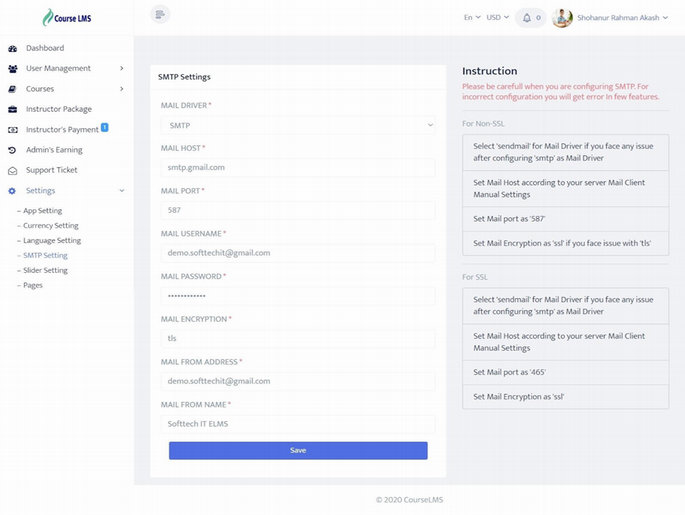 Course LMS
En
USD
0
Shohanur Rahman Akash
Dashboard
User Management
Courses
Instructor Package
Instructor's Payment 1
Admin's Earning
Support Ticket
Settings
– App Setting
– Currency Setting
– Language Setting
– SMTP Setting
– Slider Setting
– Pages
SMTP Settings
MAIL DRIVER *
SMTP
MAIL HOST *
smtp.gmail.com
MAIL PORT *
587
MAIL USERNAME *
demo.softtechit@gmail.com
MAIL PASSWORD *
••••••••••••
MAIL ENCRYPTION *
tls
MAIL FROM ADDRESS *
demo.softtechit@gmail.com
MAIL FROM NAME *
Softtech IT ELMS
Save
Instruction
Please be carefull when you are configuring SMTP. For
incorrect configuration you will get error In few features.
For Non-SSL
Select 'sendmail' for Mail Driver if you face any issue
after configuring 'smtp' as Mail Driver
Set Mail Host according to your server Mail Client
Manual Settings
Set Mail port as '587'
Set Mail Encryption as 'ssl' if you face issue with 'tls'
For SSL
Select 'sendmail' for Mail Driver if you face any issue
after configuring 'smtp' as Mail Driver
Set Mail Host according to your server Mail Client
Manual Settings
Set Mail port as '465'
Set Mail Encryption as 'ssl'
© 2020 CourseLMS